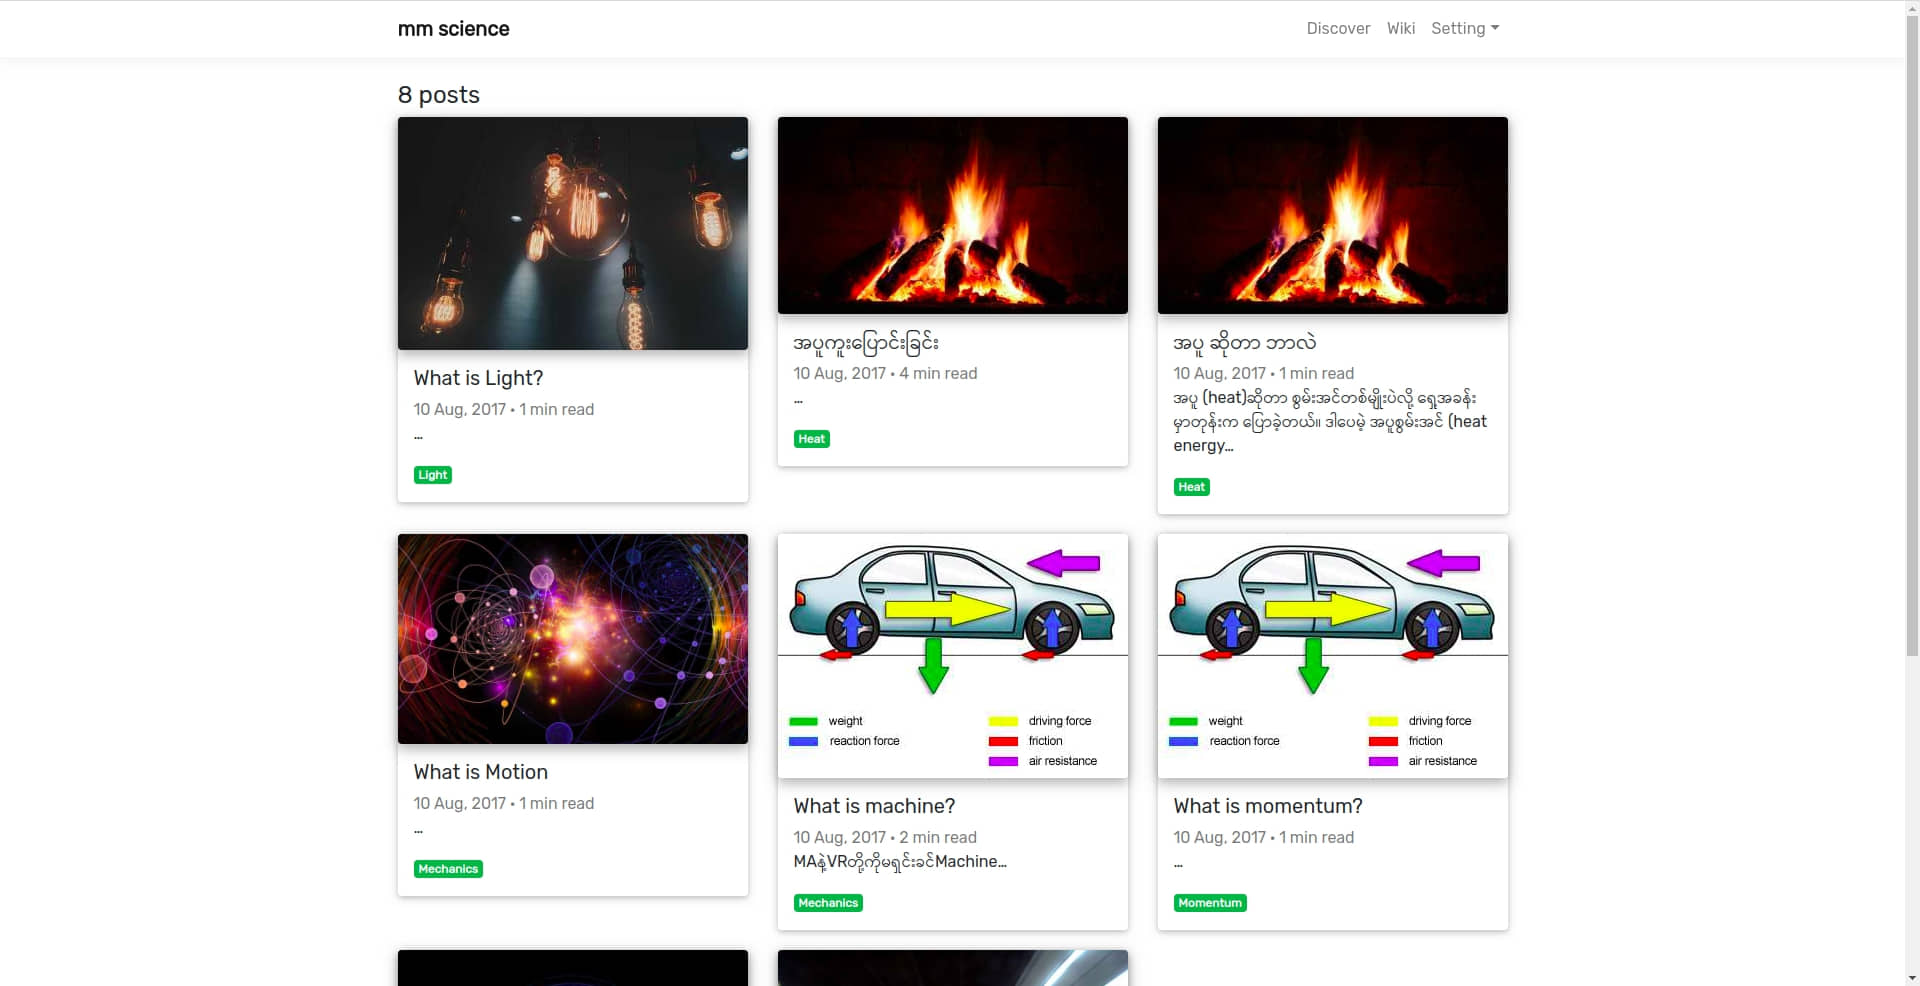 mm science
Discover Wiki Setting
8 posts
What is Light?
10 Aug, 2017 • 1 min read
...
Light
အပူကူးပြောင်းခြင်း
10 Aug, 2017 • 4 min read
...
Heat
အပူ ဆိုတာ ဘာလဲ
10 Aug, 2017 • 1 min read
အပူ (heat)ဆိုတာ စွမ်းအင်တစ်မျိုးပဲလို့ ရှေ့အခန်း
မှာတုန်းက ပြောခဲ့တယ်။ ဒါပေမဲ့ အပူစွမ်းအင် (heat
energy...
Heat
What is Motion
10 Aug, 2017 • 1 min read
...
Mechanics
weight
driving force
reaction force
friction
air resistance
What is machine?
10 Aug, 2017 • 2 min read
MAနဲ့VRတို့ကိုမရှင်းခင်Machine...
Mechanics
weight
driving force
reaction force
friction
air resistance
What is momentum?
10 Aug, 2017 • 1 min read
...
Momentum